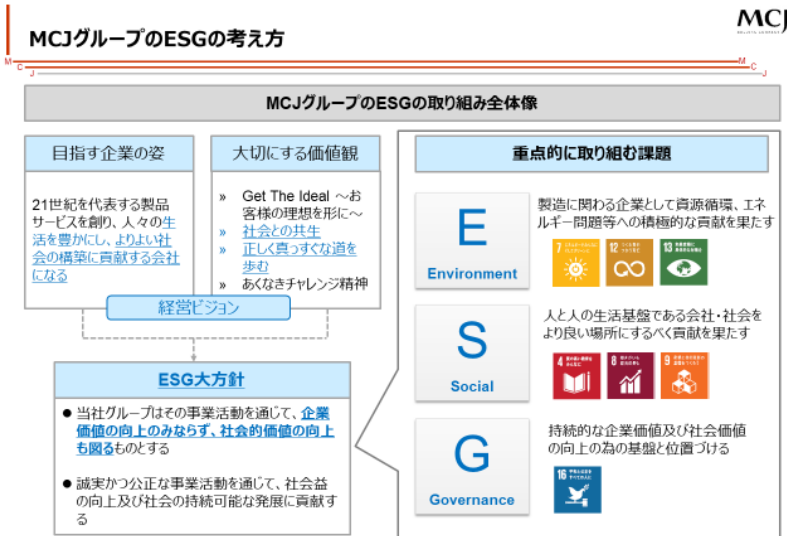 MCJグループのESGの考え方
MCJ
M
C
J
M
C
J
MCJグループのESGの取り組み全体像
目指す企業の姿
21世紀を代表する製品
サービスを創り、人々の生
活を豊かにし、よりよい社
会の構築に貢献する会社
になる
大切にする価値観
» Get The Ideal ～お
客様の理想を形に～
» 社会との共生
» 正しく真っすぐな道を
歩む
» あくなきチャレンジ精神
経営ビジョン
ESG大方針
● 当社グループはその事業活動を通じて、企業
価値の向上のみならず、社会的価値の向上
も図るものとする
● 誠実かつ公正な事業活動を通じて、社会益
の向上及び社会の持続可能な発展に貢献す
る
重点的に取り組む課題
E
Environment
製造に関わる企業として資源循環、エネ
ルギー問題等への積極的な貢献を果たす
7
12
13
S
Social
人と人の生活基盤である会社・社会を
より良い場所にするべく貢献を果たす
4
8
9
G
Governance
持続的な企業価値及び社会価値
の向上の為の基盤と位置づける
16